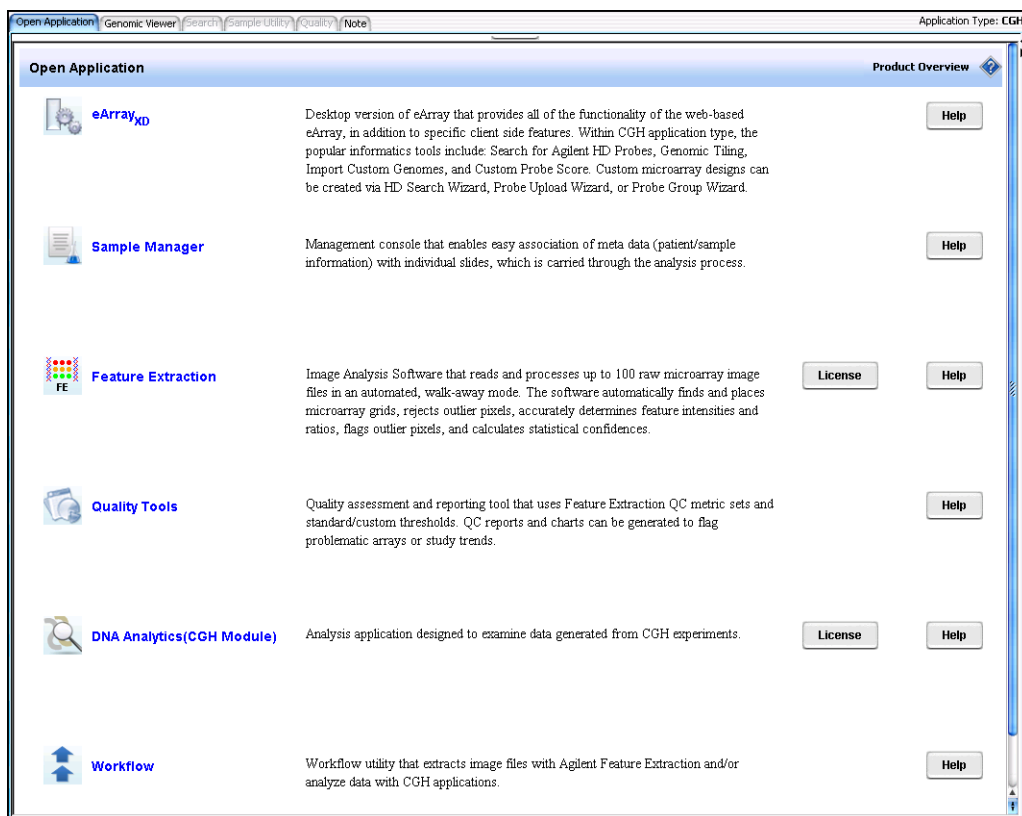 Open Application Genomic Viewer Search Sample Utility Quality Note Application Type: CGH
Open Application Product Overview ?
eArrayXD Desktop version of eArray that provides all of the functionality of the web-based Help
eArray, in addition to specific client side features. Within CGH application type, the
popular informatics tools include: Search for Agilent HD Probes, Genomic Tiling,
Import Custom Genomes, and Custom Probe Score. Custom microarray designs can
be created via HD Search Wizard, Probe Upload Wizard, or Probe Group Wizard.
Sample Manager Management console that enables easy association of meta data (patient/sample Help
information) with individual slides, which is carried through the analysis process.
FE Feature Extraction Image Analysis Software that reads and processes up to 100 raw microarray image License Help
files in an automated, walk-away mode. The software automatically finds and places
microarray grids, rejects outlier pixels, accurately determines feature intensities and
ratios, flags outlier pixels, and calculates statistical confidences.
Quality Tools Quality assessment and reporting tool that uses Feature Extraction QC metric sets and Help
standard/custom thresholds. QC reports and charts can be generated to flag
problematic arrays or study trends.
DNA Analytics(CGH Module) Analysis application designed to examine data generated from CGH experiments. License Help
Workflow Workflow utility that extracts image files with Agilent Feature Extraction and/or Help
analyze data with CGH applications.